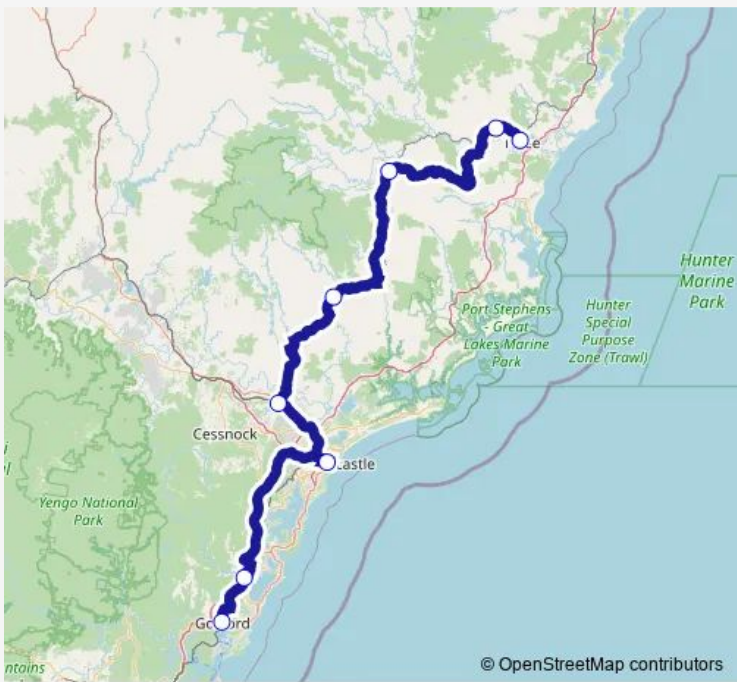 Hunter
Marine
Park
Port Stephens
- Great
Lakes Marine
Park
Hunter
Special
Purpose
Zone (Trawl)
Cessnock
Yengo National
Park
ntains
© OpenStreetMap contributors